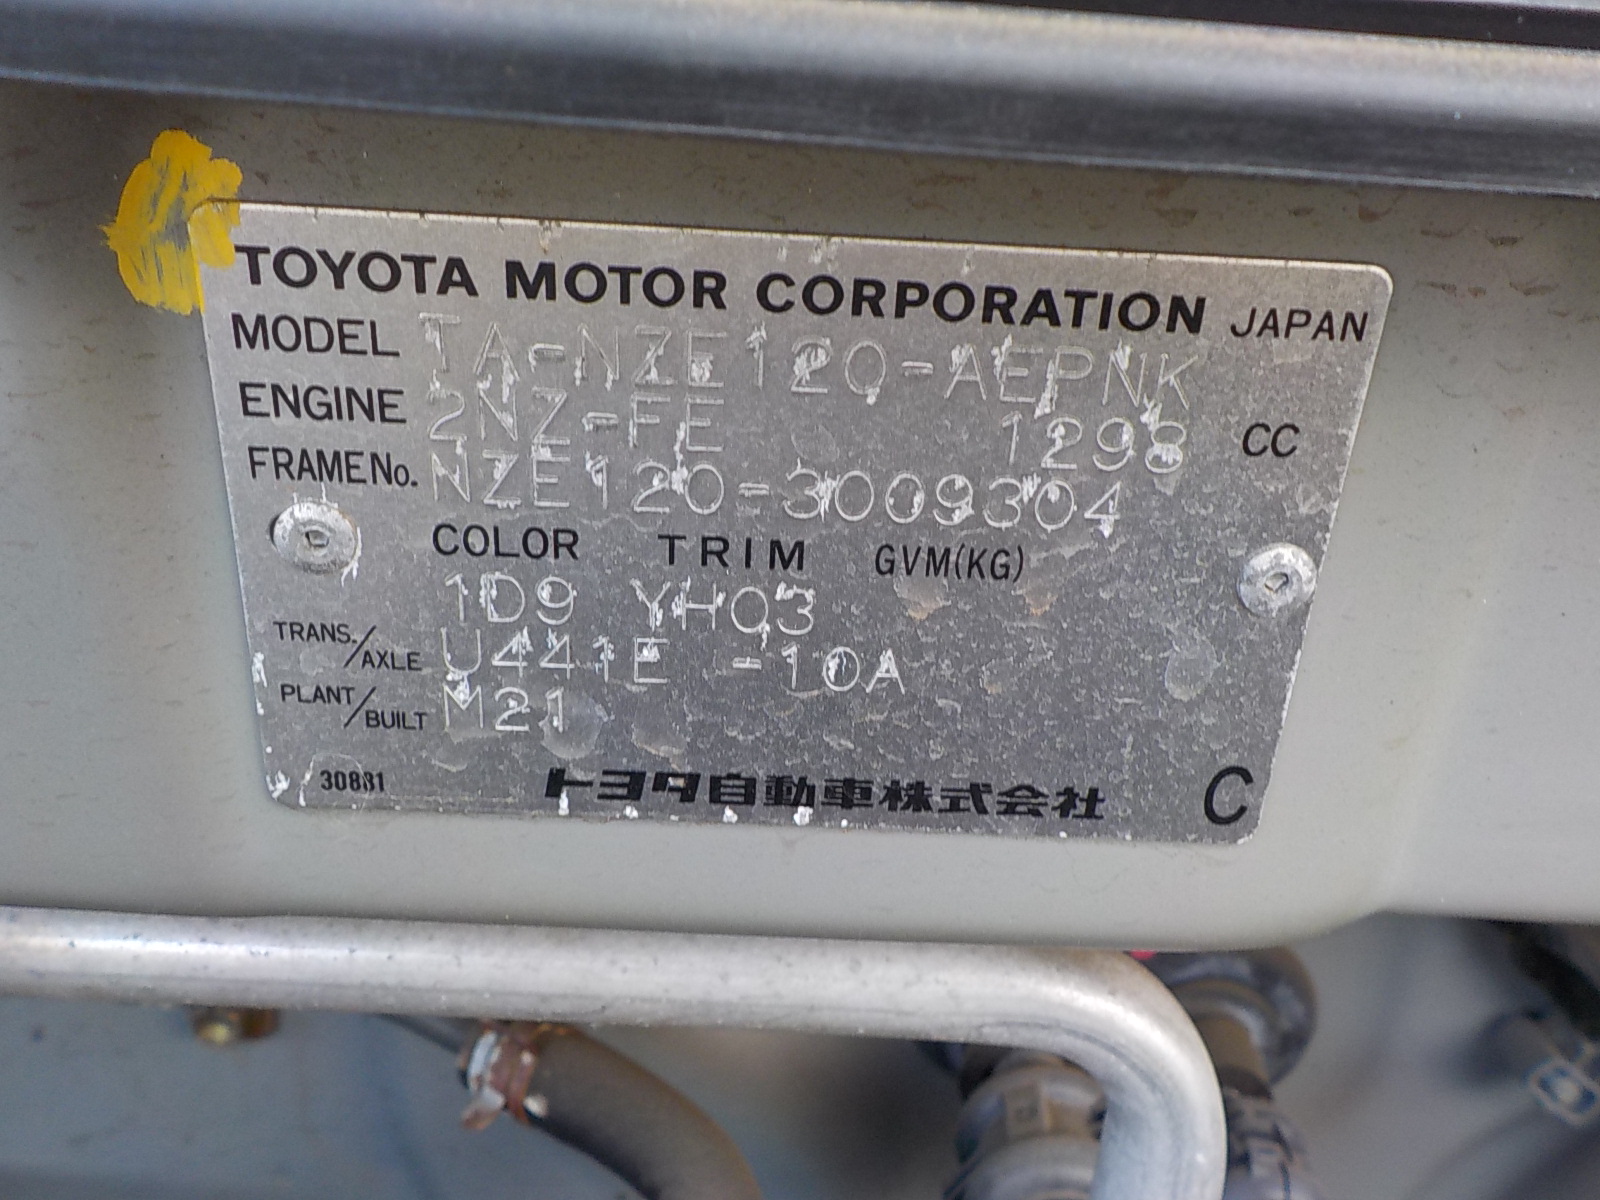 TOYOTA MOTOR CORPORATION JAPAN
MODEL TA-NZE120-AEPNK
ENGINE 2NZ-FE 1298 CC
FRAME No. NZE120-3009304
COLOR TRIM GVM(KG)
1D9 YH03
TRANS./AXLE U441E -10A
PLANT/BUILT M21
30881 トヨタ自動車株式会社 C